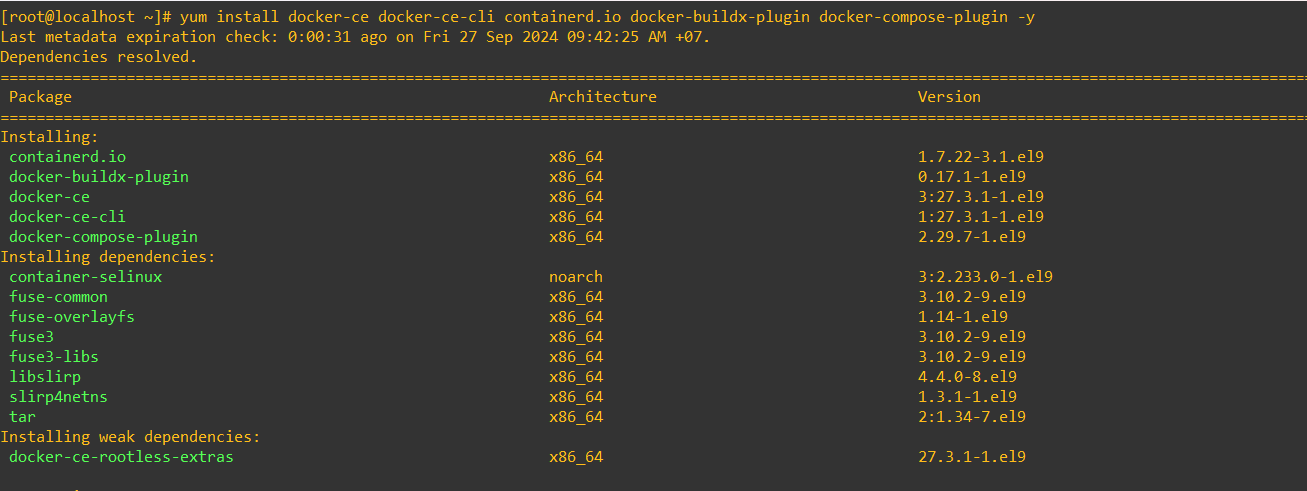 [root@localhost ~]# yum install docker-ce docker-ce-cli containerd.io docker-buildx-plugin docker-compose-plugin -y
Last metadata expiration check: 0:00:31 ago on Fri 27 Sep 2024 09:42:25 AM +07.
Dependencies resolved.
Package Architecture Version
Installing:
containerd.io x86_64 1.7.22-3.1.el9
docker-buildx-plugin x86_64 0.17.1-1.el9
docker-ce x86_64 3:27.3.1-1.el9
docker-ce-cli x86_64 1:27.3.1-1.el9
docker-compose-plugin x86_64 2.29.7-1.el9
Installing dependencies:
container-selinux noarch 3:2.233.0-1.el9
fuse-common x86_64 3.10.2-9.el9
fuse-overlayfs x86_64 1.14-1.el9
fuse3 x86_64 3.10.2-9.el9
fuse3-libs x86_64 3.10.2-9.el9
libslirp x86_64 4.4.0-8.el9
slirp4netns x86_64 1.3.1-1.el9
tar x86_64 2:1.34-7.el9
Installing weak dependencies:
docker-ce-rootless-extras x86_64 27.3.1-1.el9